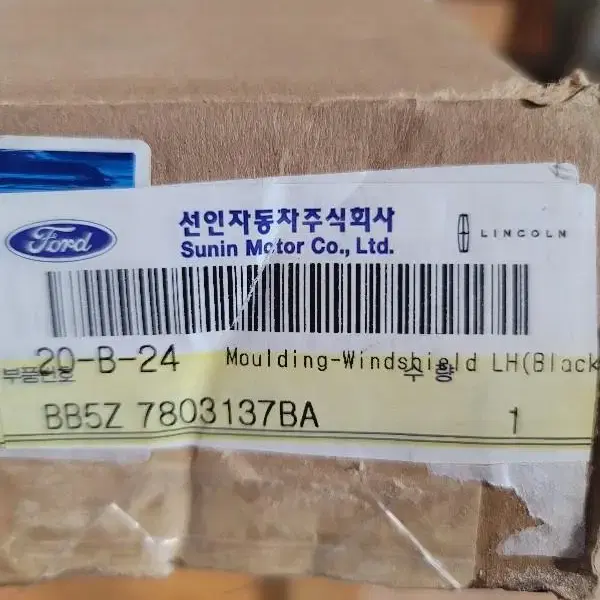 Ford
선인자동차주식회사
Sunin Motor Co., Ltd.
LINCOLN
20-B-24 Moulding-Windshield LH(Black
부품번호 수 량
BB5Z 7803137BA 1